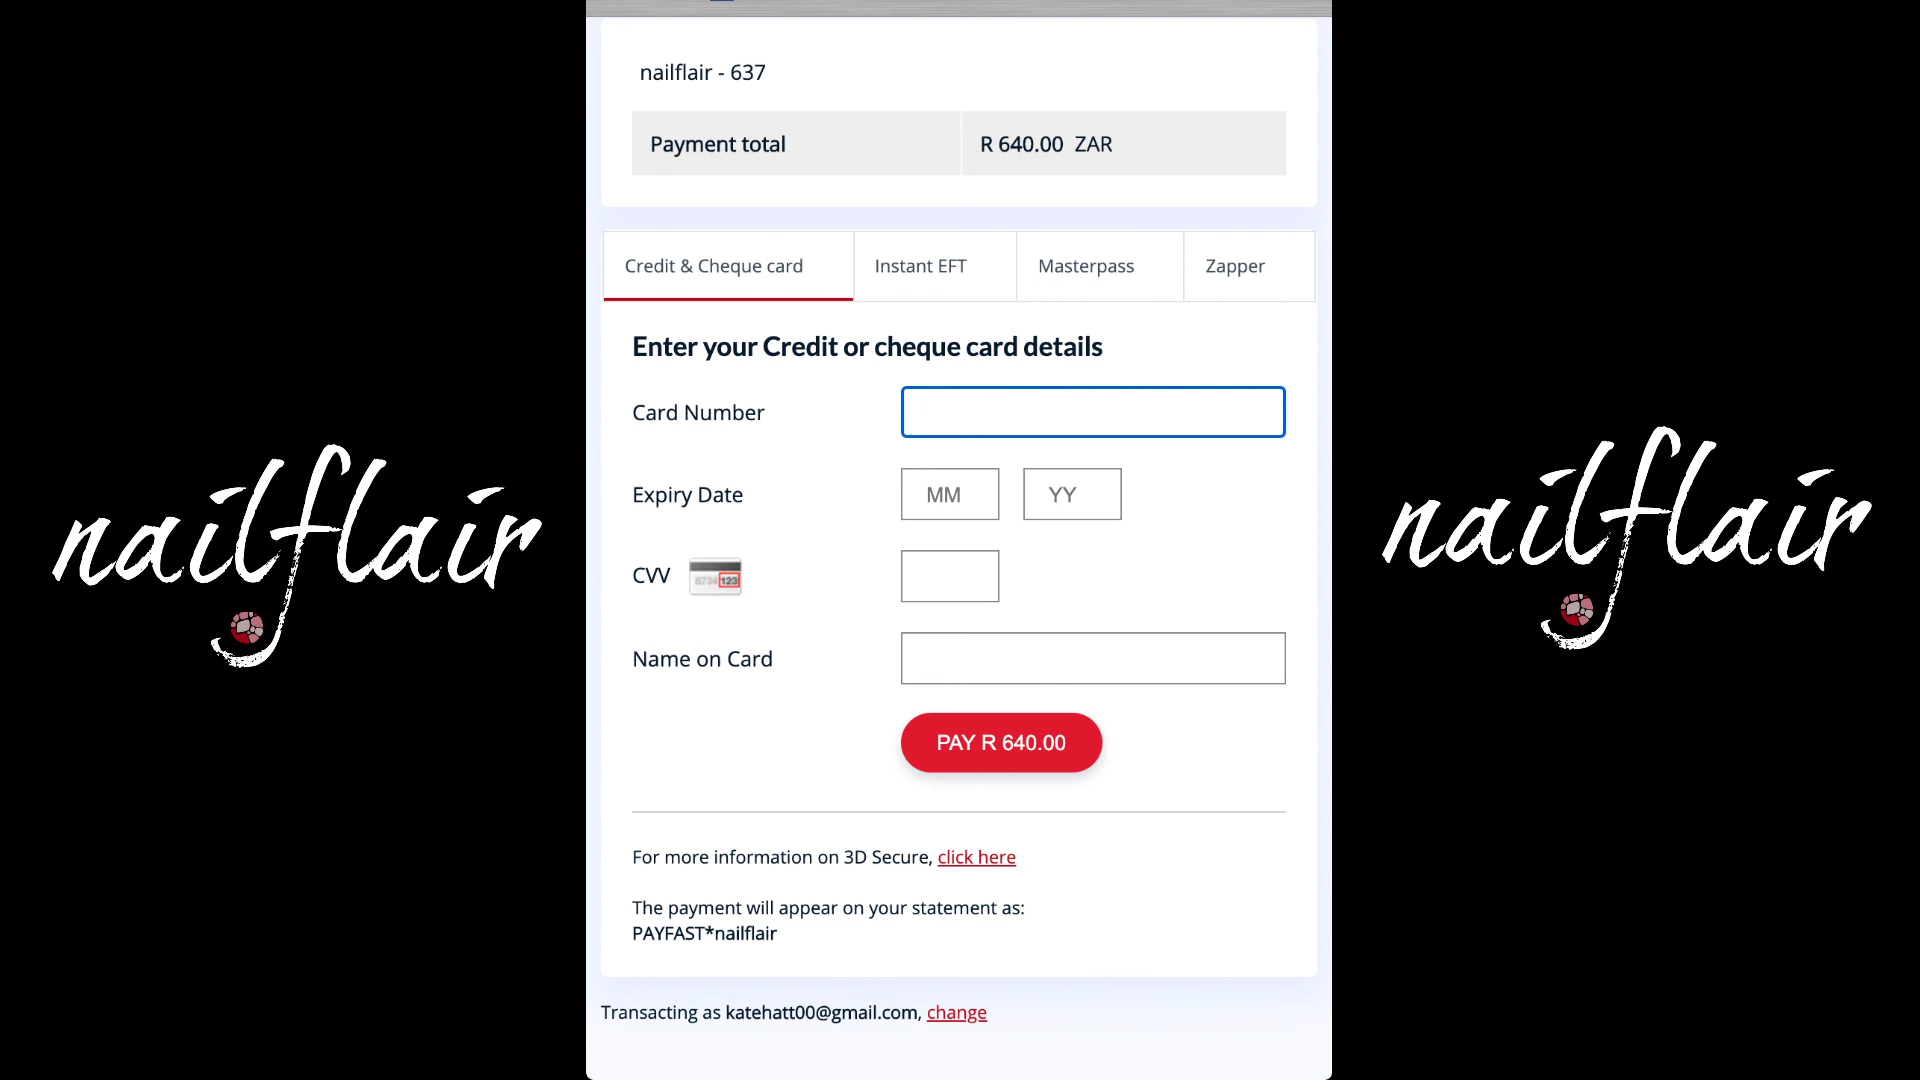 nailflair - 637
Payment total R 640.00 ZAR
Credit & Cheque card Instant EFT Masterpass Zapper
Enter your Credit or cheque card details
Card Number
Expiry Date MM YY
CVV 6734 123
Name on Card
PAY R 640.00
For more information on 3D Secure, click here
The payment will appear on your statement as:
PAYFAST*nailflair
Transacting as katehatt00@gmail.com, change
nailflair
nailflair